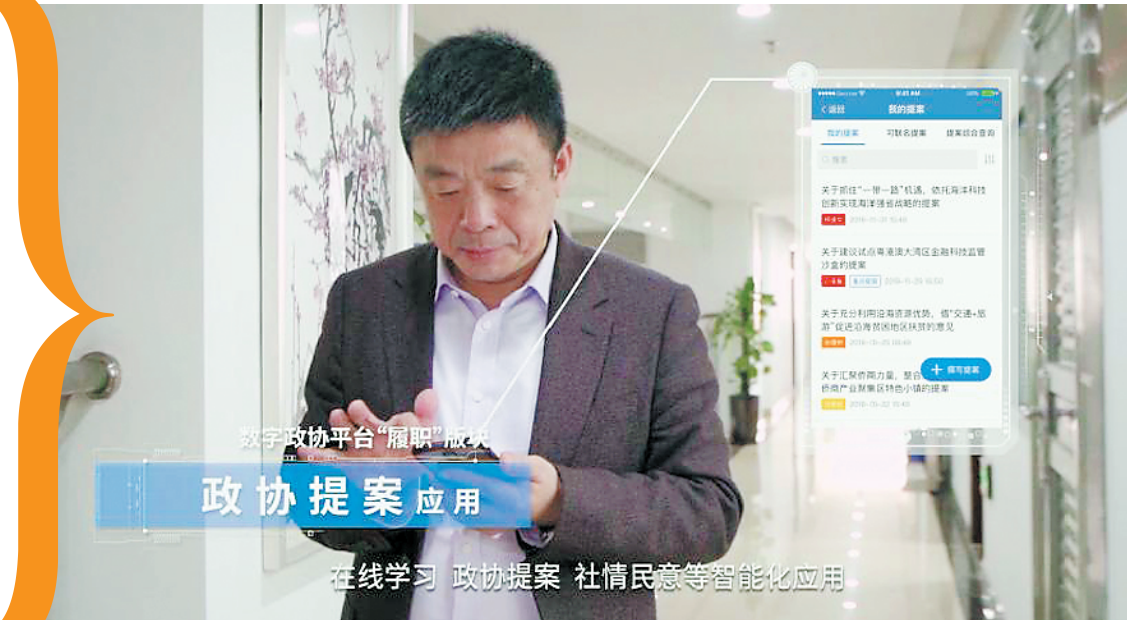 返回 我的提案
我的提案 可联名提案 提案综合查询
搜索
关于抓住“一带一路”机遇，依托海洋科技
创新实现海洋强省战略的提案
关于建议试点粤港澳大湾区金融科技监管
沙盒的提案
关于充分利用沿海资源优势，借“交通+旅
游”促进沿海贫困地区扶贫的意见
+ 撰写提案
关于汇聚侨商力量，整合
侨商产业聚集区特色小镇的提案
数字政协平台“履职”版块
政协提案应用
在线学习 政协提案 社情民意等智能化应用